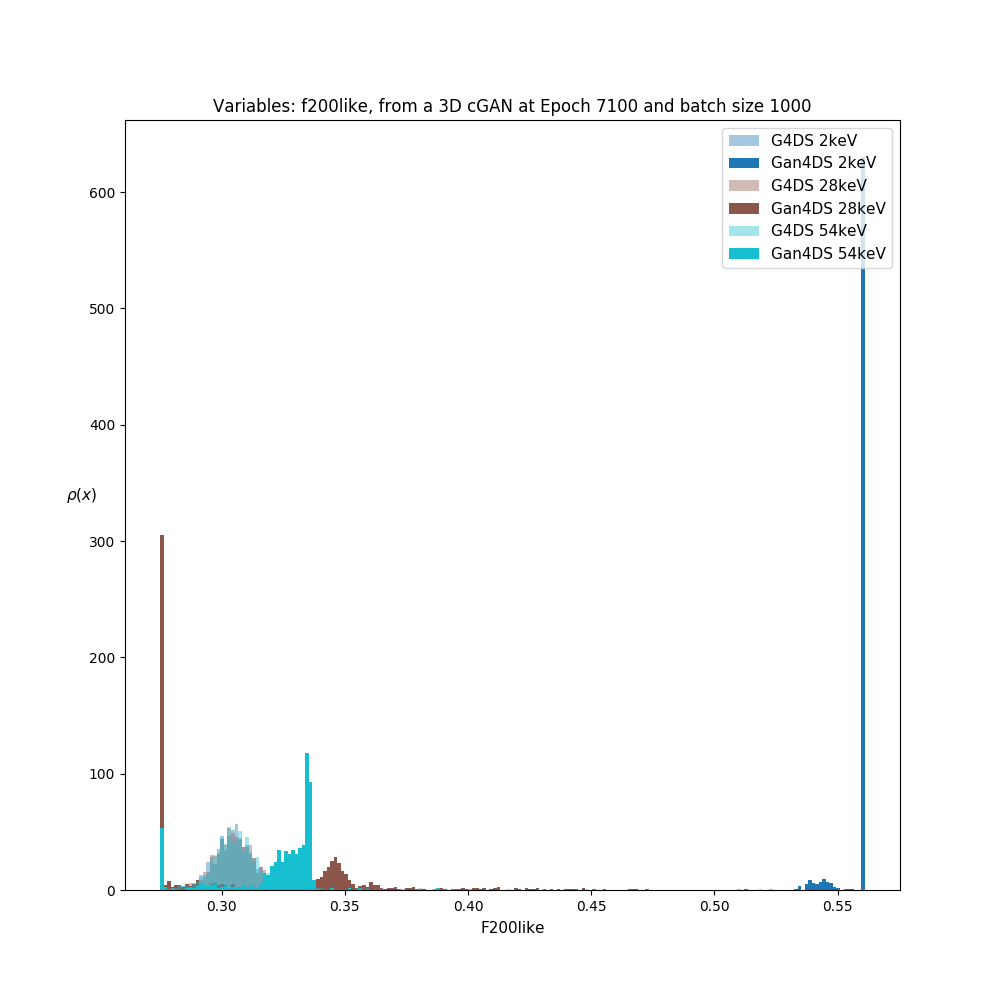 Variables: f200like, from a 3D cGAN at Epoch 7100 and batch size 1000
G4DS 2keV
Gan4DS 2keV
G4DS 28keV
Gan4DS 28keV
G4DS 54keV
Gan4DS 54keV
600
500
400
ρ(x)
300
200
100
0
0.30 0.35 0.40 0.45 0.50 0.55
F200like